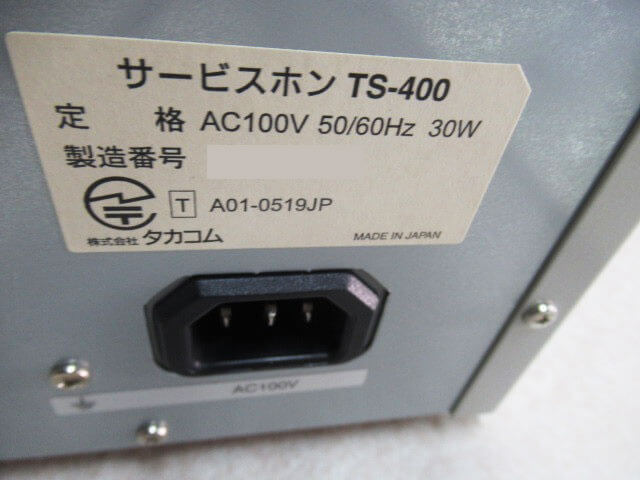 サービスホン TS-400
定格 AC100V 50/60Hz 30W
製造番号
T A01-0519JP
株式会社 タカコム
MADE IN JAPAN
AC100V